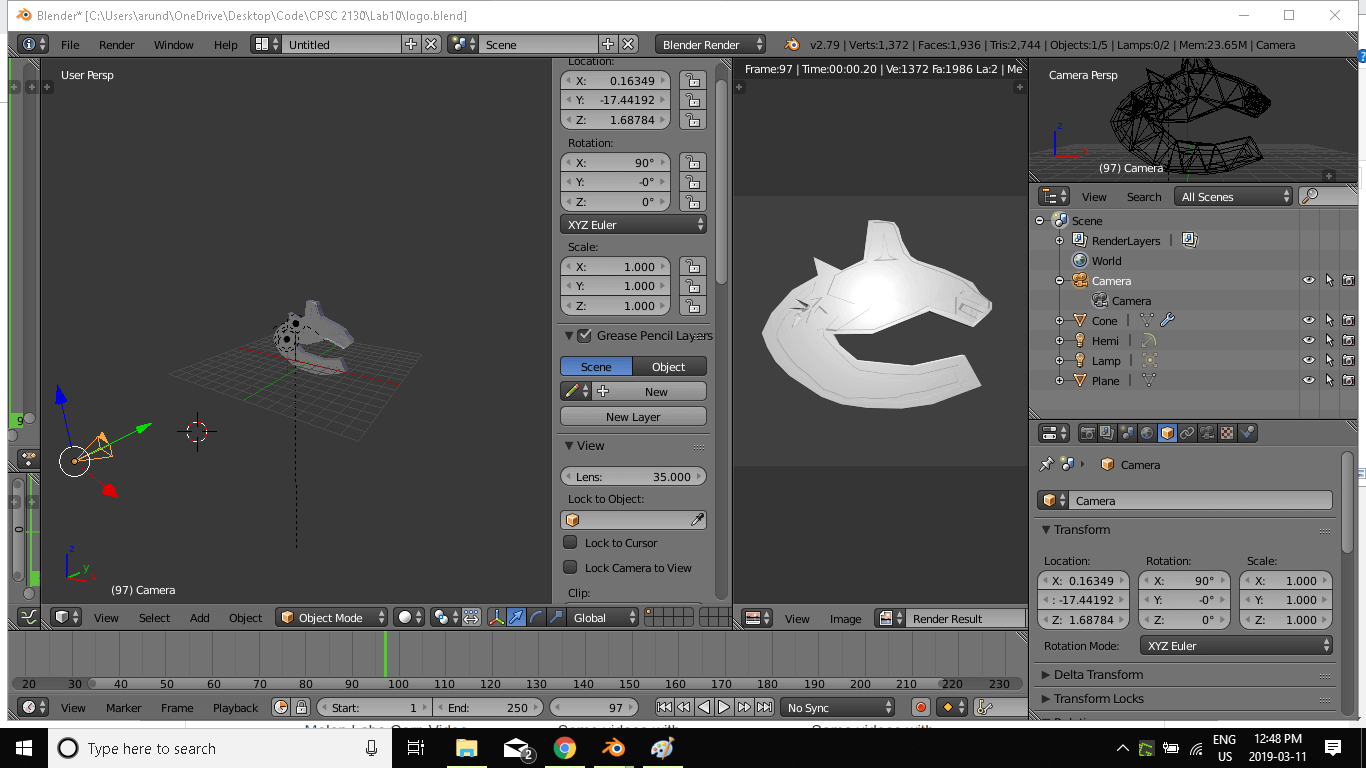 Blender* [C:\Users\arund\OneDrive\Desktop\Code\CPSC 2130\Lab10\logo.blend]
File Render Window Help Untitled Scene Blender Render v2.79 | Verts:1,372 | Faces:1,936 | Tris:2,744 | Objects:1/5 | Lamps:0/2 | Mem:23.65M | Camera
User Persp
Location:
X: 0.16349
Y: -17.44192
Z: 1.68784
Rotation:
X: 90°
Y: -0°
Z: 0°
XYZ Euler
Scale:
X: 1.000
Y: 1.000
Z: 1.000
Grease Pencil Layers
Scene Object
New
New Layer
View
Lens: 35.000
Lock to Object:
Lock to Cursor
Lock Camera to View
Clip:
9
0
z
y
x
(97) Camera
View Select Add Object Object Mode Global
Frame:97 | Time:00:00.20 | Ve:1372 Fa:1986 La:2 | Me
View Image Render Result
Camera Persp
z
(97) Camera
View Search All Scenes
Scene
RenderLayers |
World
Camera
Camera
Cone |
Hemi |
Lamp |
Plane |
Camera
Camera
Transform
Location: Rotation: Scale:
X: 0.16349 X: 90° X: 1.000
: -17.44192 Y: -0° Y: 1.000
Z: 1.68784 Z: 0° Z: 1.000
Rotation Mode: XYZ Euler
Delta Transform
Transform Locks
20 30 40 50 60 70 80 90 100 110 120 130 140 150 160 170 180 190 200 210 220 230
View Marker Frame Playback Start: 1 End: 250 97 No Sync
Type here to search
2
ENG
US
12:48 PM
2019-03-11